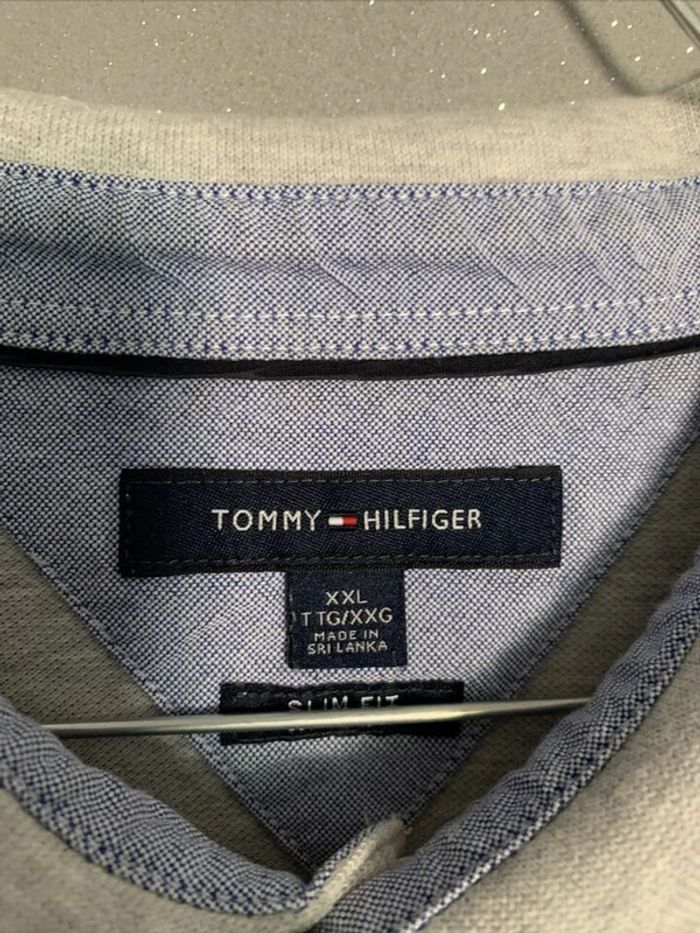 TOMMY HILFIGER
XXL
TTG/XXG
MADE IN
SRI LANKA
SLIM FIT